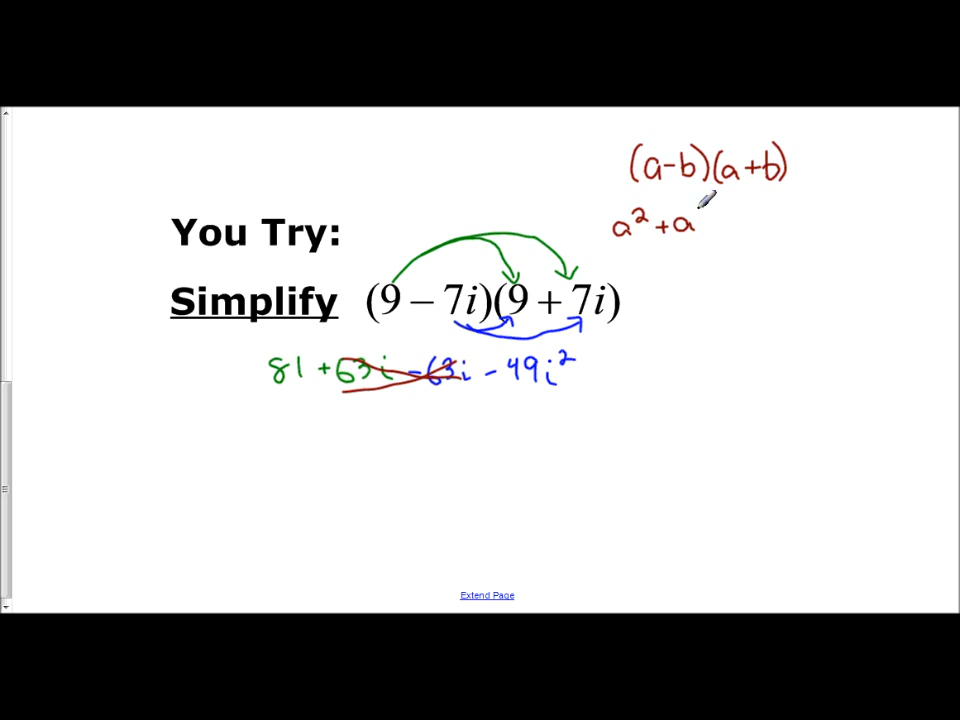 (a-b)(a+b)
a² + a
You Try:
Simplify (9 − 7i)(9 + 7i)
81 + 63i - 63i - 49i²
Extend Page